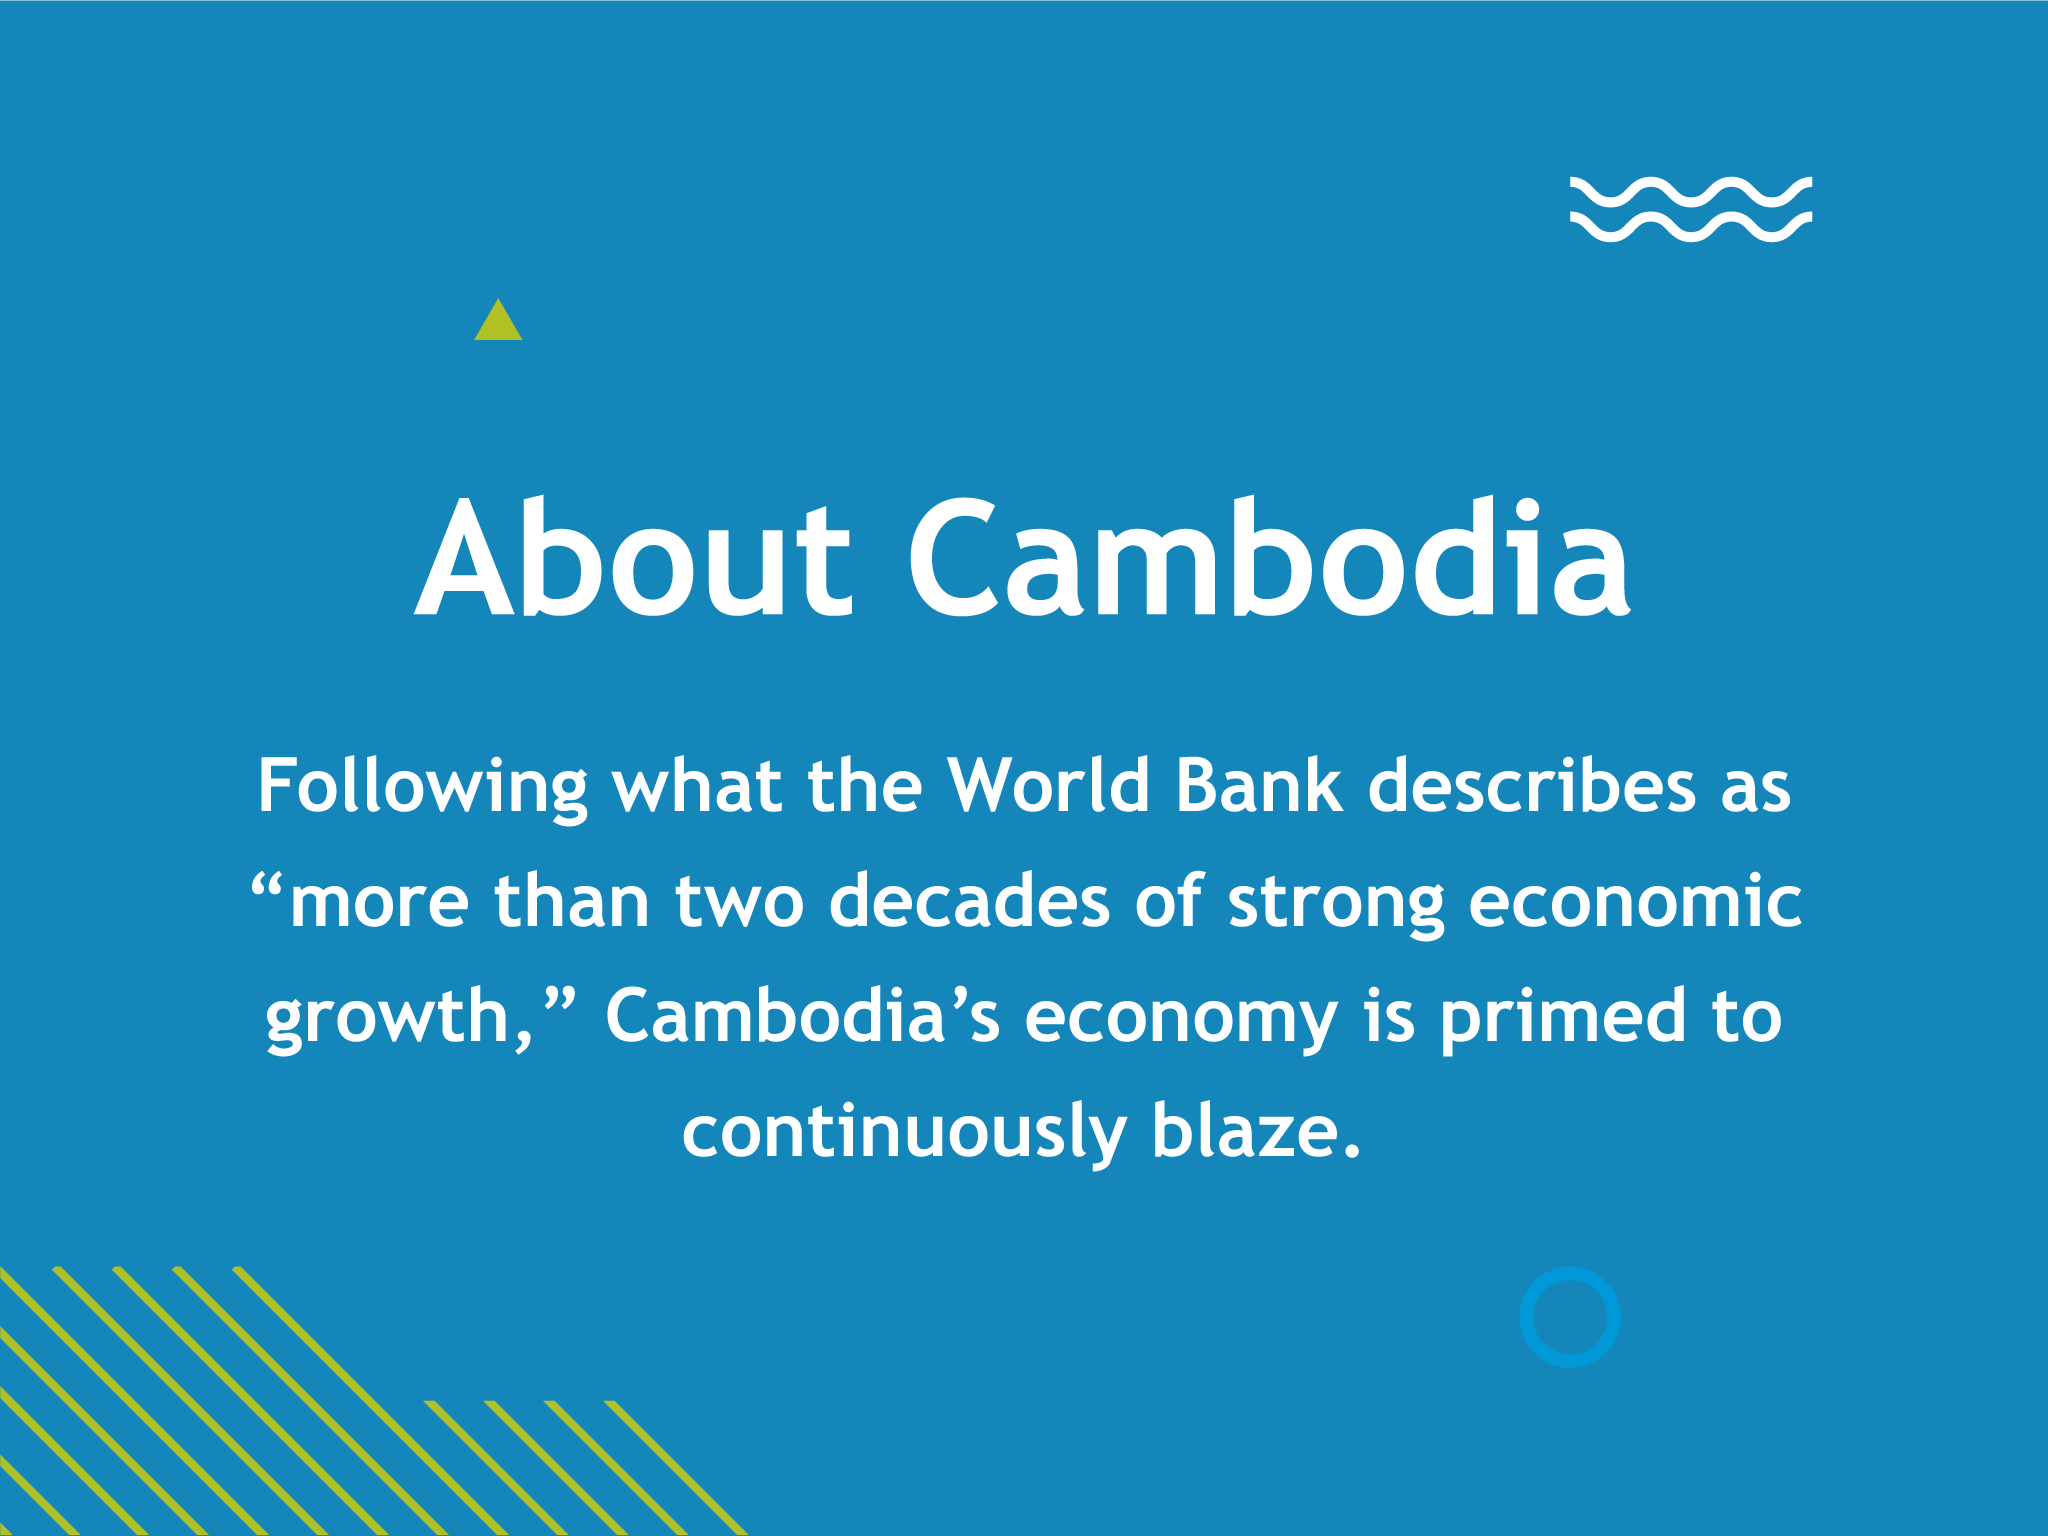 About Cambodia
Following what the World Bank describes as
“more than two decades of strong economic
growth,” Cambodia’s economy is primed to
continuously blaze.